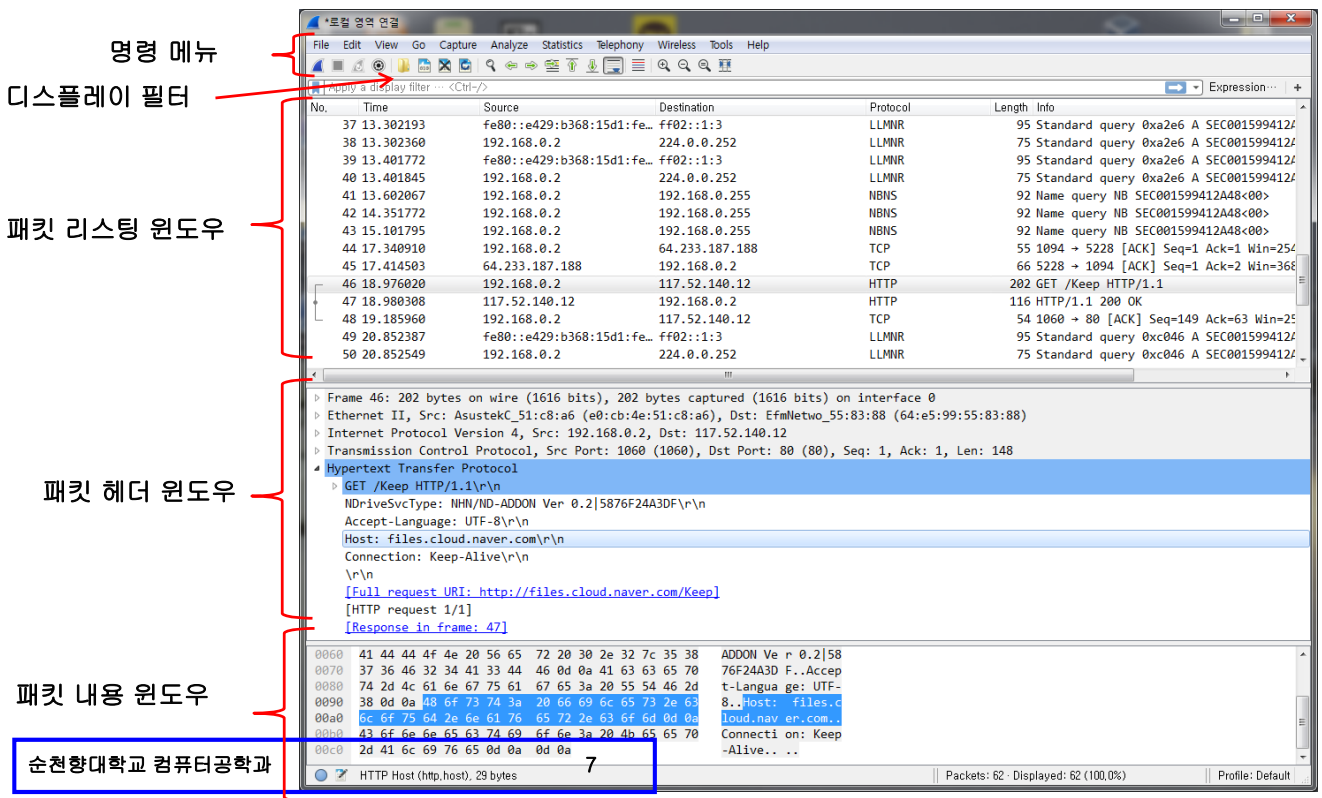 *로컬 영역 연결
명령 메뉴
File Edit View Go Capture Analyze Statistics Telephony Wireless Tools Help
디스플레이 필터
Apply a display filter ··· <Ctrl-/>
Expression··· +
No. Time Source Destination Protocol Length Info
37 13.302193 fe80::e429:b368:15d1:fe… ff02::1:3 LLMNR 95 Standard query 0xa2e6 A SEC001599412A
38 13.302360 192.168.0.2 224.0.0.252 LLMNR 75 Standard query 0xa2e6 A SEC001599412A
39 13.401772 fe80::e429:b368:15d1:fe… ff02::1:3 LLMNR 95 Standard query 0xa2e6 A SEC001599412A
40 13.401845 192.168.0.2 224.0.0.252 LLMNR 75 Standard query 0xa2e6 A SEC001599412A
41 13.602067 192.168.0.2 192.168.0.255 NBNS 92 Name query NB SEC001599412A48<00>
42 14.351772 192.168.0.2 192.168.0.255 NBNS 92 Name query NB SEC001599412A48<00>
43 15.101795 192.168.0.2 192.168.0.255 NBNS 92 Name query NB SEC001599412A48<00>
패킷 리스팅 윈도우
44 17.340910 192.168.0.2 64.233.187.188 TCP 55 1094 → 5228 [ACK] Seq=1 Ack=1 Win=254
45 17.414503 64.233.187.188 192.168.0.2 TCP 66 5228 → 1094 [ACK] Seq=1 Ack=2 Win=368
46 18.976020 192.168.0.2 117.52.140.12 HTTP 202 GET /Keep HTTP/1.1
47 18.980308 117.52.140.12 192.168.0.2 HTTP 116 HTTP/1.1 200 OK
48 19.185960 192.168.0.2 117.52.140.12 TCP 54 1060 → 80 [ACK] Seq=149 Ack=63 Win=25
49 20.852387 fe80::e429:b368:15d1:fe… ff02::1:3 LLMNR 95 Standard query 0xc046 A SEC001599412A
50 20.852549 192.168.0.2 224.0.0.252 LLMNR 75 Standard query 0xc046 A SEC001599412A
Frame 46: 202 bytes on wire (1616 bits), 202 bytes captured (1616 bits) on interface 0
Ethernet II, Src: AsustekC_51:c8:a6 (e0:cb:4e:51:c8:a6), Dst: EfmNetwo_55:83:88 (64:e5:99:55:83:88)
Internet Protocol Version 4, Src: 192.168.0.2, Dst: 117.52.140.12
Transmission Control Protocol, Src Port: 1060 (1060), Dst Port: 80 (80), Seq: 1, Ack: 1, Len: 148
Hypertext Transfer Protocol
GET /Keep HTTP/1.1\r\n
패킷 헤더 윈도우
NDriveSvcType: NHN/ND-ADDON Ver 0.2|5876F24A3DF\r\n
Accept-Language: UTF-8\r\n
Host: files.cloud.naver.com\r\n
Connection: Keep-Alive\r\n
\r\n
[Full request URI: http://files.cloud.naver.com/Keep]
[HTTP request 1/1]
[Response in frame: 47]
0060 41 44 44 4f 4e 20 56 65 72 20 30 2e 32 7c 35 38 ADDON Ve r 0.2|58
0070 37 36 46 32 34 41 33 44 46 0d 0a 41 63 63 65 70 76F24A3D F..Accep
0080 74 2d 4c 61 6e 67 75 61 67 65 3a 20 55 54 46 2d t-Langua ge: UTF-
패킷 내용 윈도우
0090 38 0d 0a 48 6f 73 74 3a 20 66 69 6c 65 73 2e 63 8..Host: files.c
00a0 6c 6f 75 64 2e 6e 61 76 65 72 2e 63 6f 6d 0d 0a loud.nav er.com..
00b0 43 6f 6e 6e 65 63 74 69 6f 6e 3a 20 4b 65 65 70 Connecti on: Keep
00c0 2d 41 6c 69 76 65 0d 0a 0d 0a -Alive.. ..
순천향대학교 컴퓨터공학과 7
HTTP Host (http,host), 29 bytes Packets: 62 · Displayed: 62 (100,0%) Profile: Default